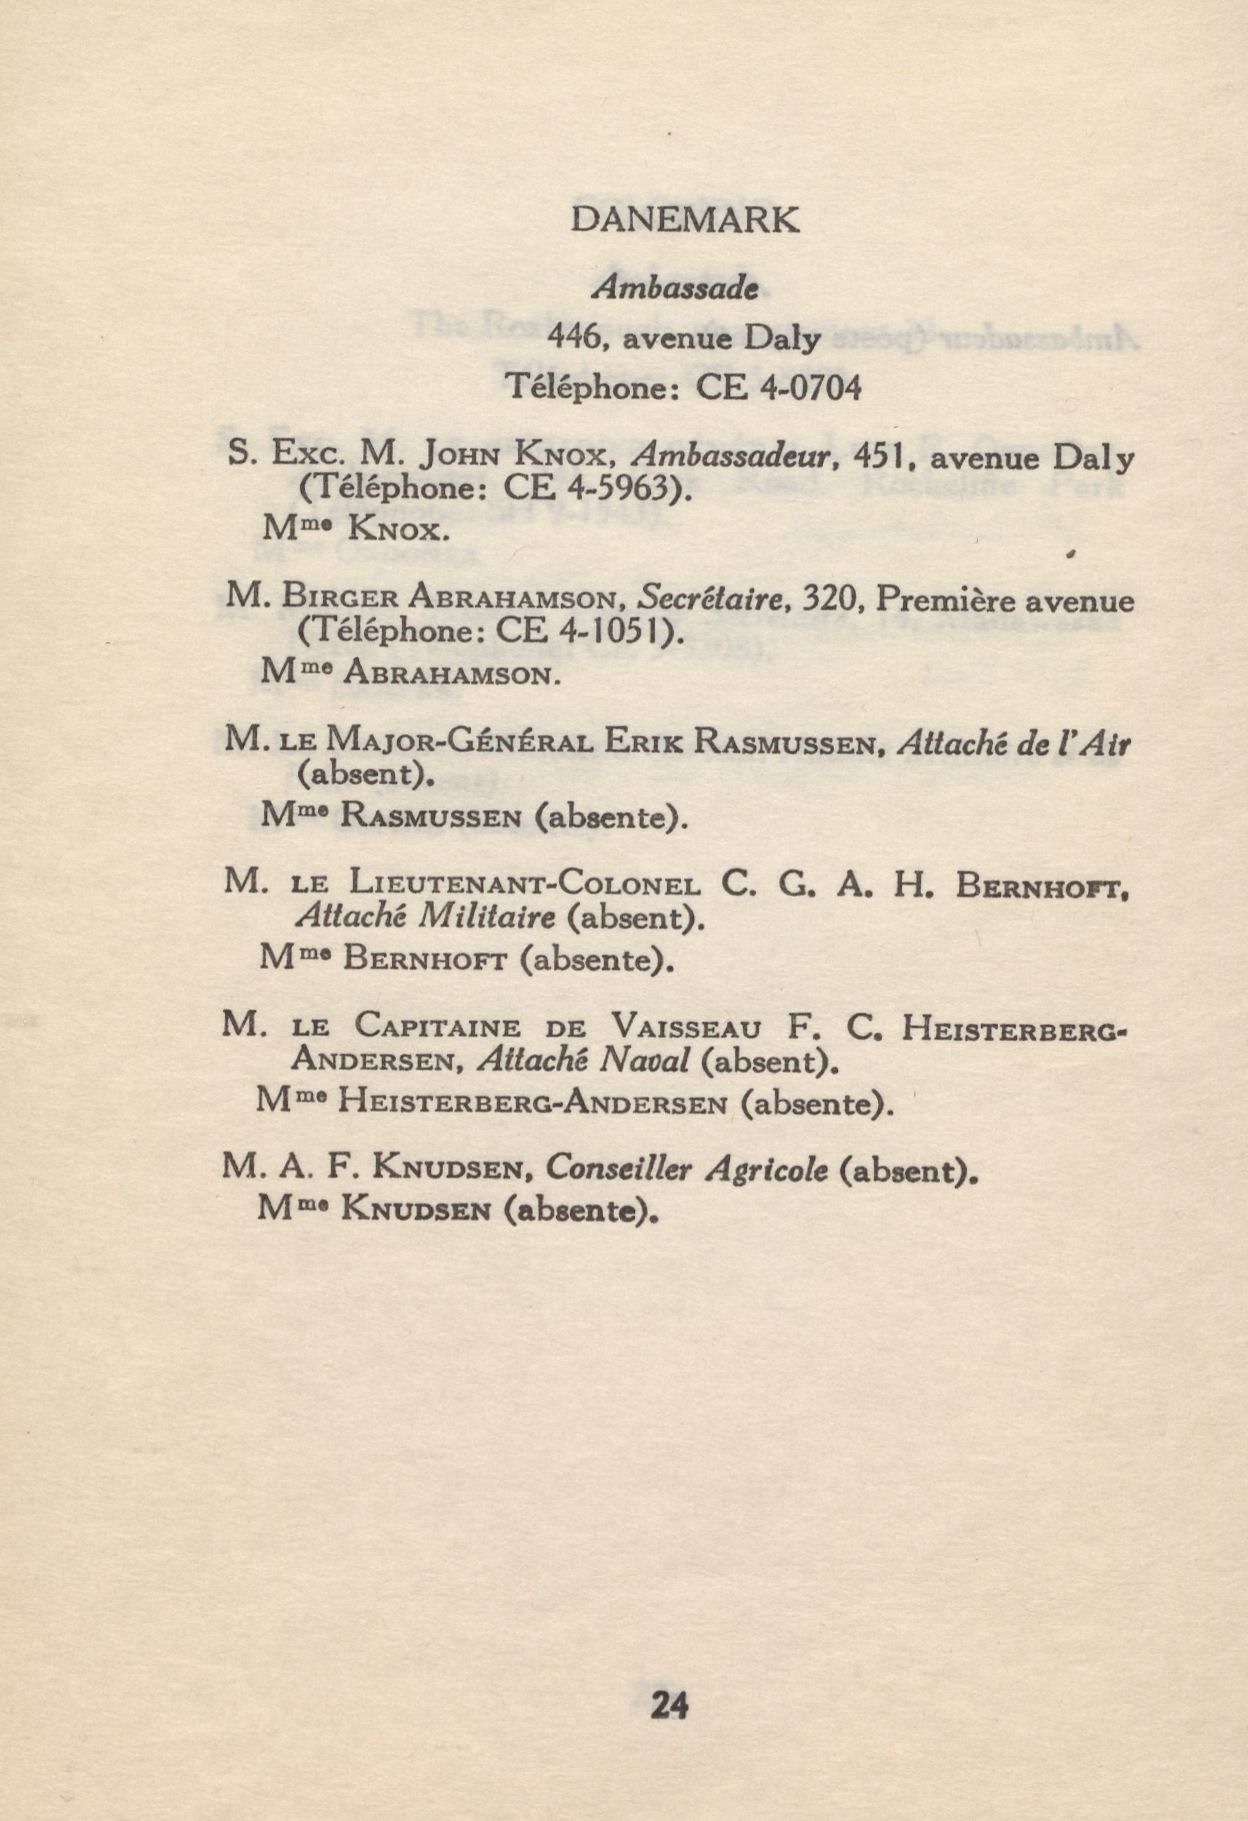 DANEMARK
Ambassade
446, avenue Daly
Téléphone: CE 4-0704
S. Exc. M. John Knox, Ambassadeur, 451, avenue Daly
(Téléphone: CE 4-5963).
Mme Knox.
M. Birger Abrahamson, Secrétaire, 320, Première avenue
(Téléphone: CE 4-1051).
Mme Abrahamson.
M. le Major-Général Erik Rasmussen, Attaché de l'Air
(absent).
Mme Rasmussen (absente).
M. le Lieutenant-Colonel C. G. A. H. Bernhoft,
Attaché Militaire (absent).
Mme Bernhoft (absente).
M. le Capitaine de Vaisseau F. C. Heisterberg-
Andersen, Attaché Naval (absent).
Mme Heisterberg-Andersen (absente).
M. A. F. Knudsen, Conseiller Agricole (absent).
Mme Knudsen (absente).
24